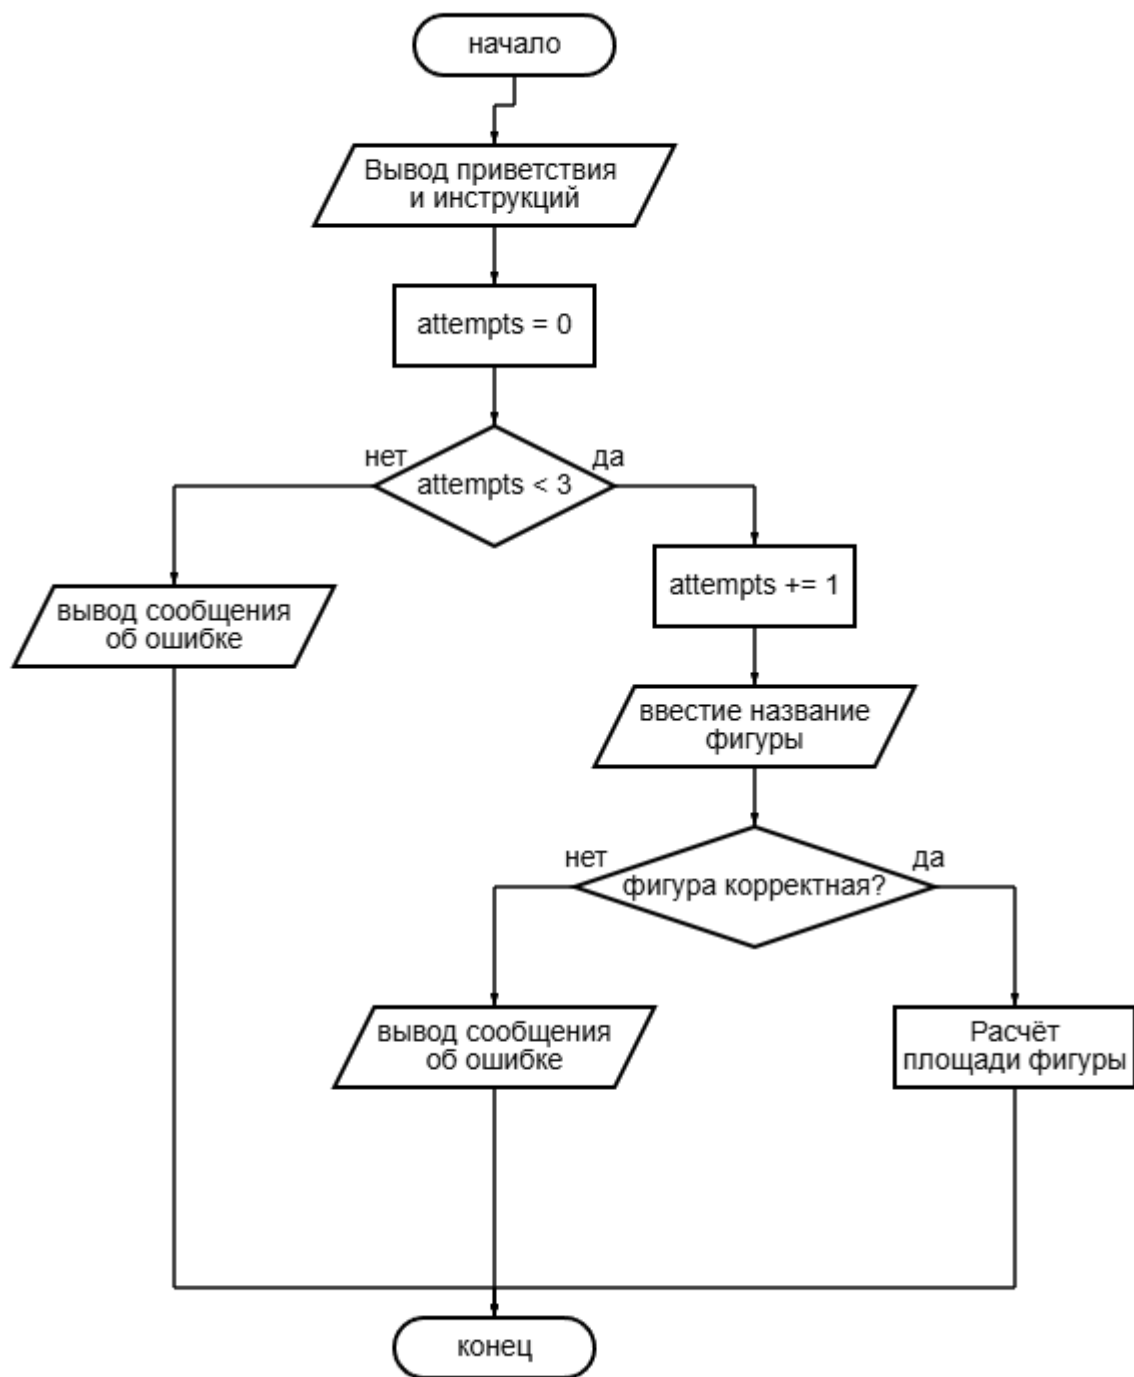 начало
Вывод приветствия
и инструкций
attempts = 0
нет
да
attempts < 3
attempts += 1
вывод сообщения
об ошибке
ввестие название
фигуры
нет
да
фигура корректная?
вывод сообщения
об ошибке
Расчёт
площади фигуры
конец